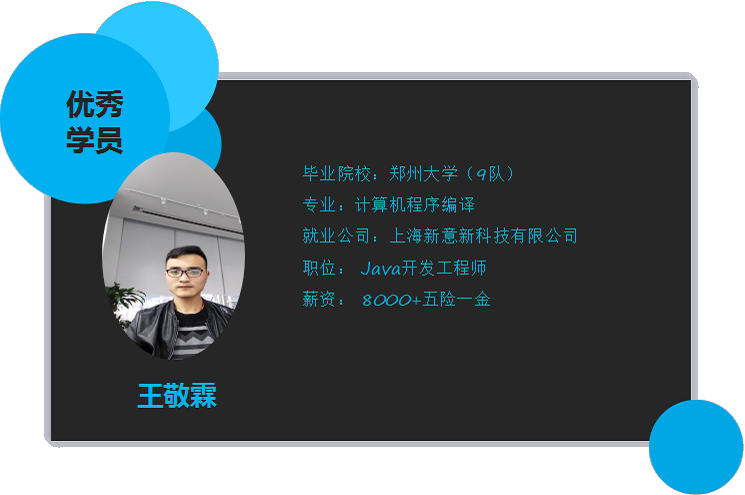 优秀
学员
毕业院校：郑州大学（9队）
专业：计算机程序编译
就业公司：上海新意新科技有限公司
职位： Java开发工程师
薪资： 8000+五险一金
王敬霖